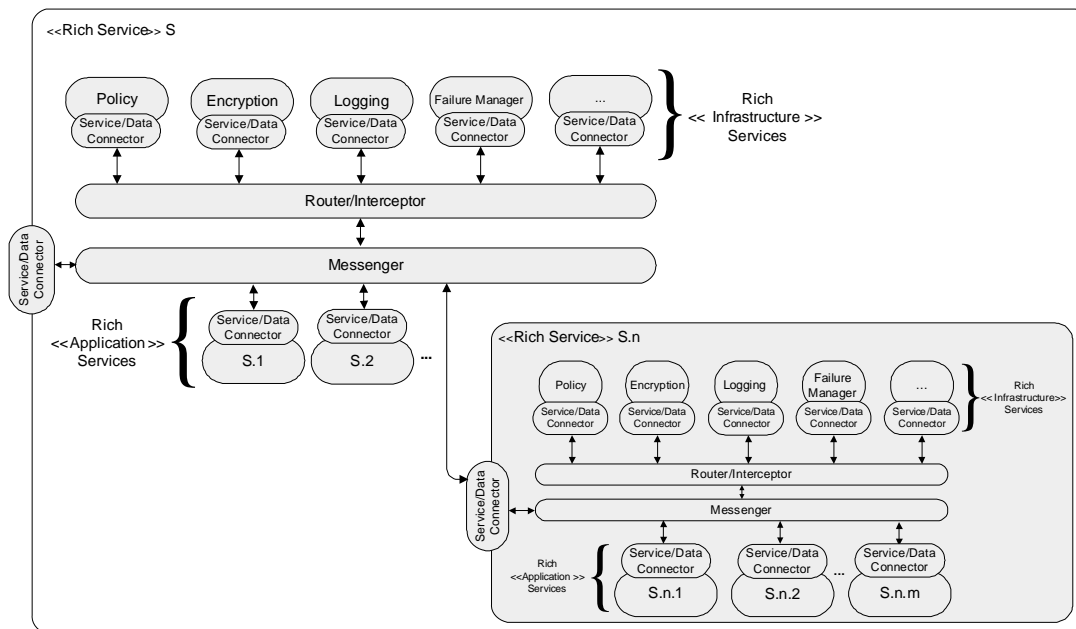 <<Rich Service>> S
Policy
Service/Data
Connector
Encryption
Service/Data
Connector
Logging
Service/Data
Connector
Failure Manager
Service/Data
Connector
...
Service/Data
Connector
Rich
<< Infrastructure >>
Services
Router/Interceptor
Service/Data
Connector
Messenger
Rich
<<Application >>
Services
Service/Data
Connector
S.1
Service/Data
Connector
S.2
...
<<Rich Service>> S.n
Policy
Service/Data
Connector
Encryption
Service/Data
Connector
Logging
Service/Data
Connector
Failure
Manager
Service/Data
Connector
...
Service/Data
Connector
Rich
<<Infrastructure>>
Services
Router/Interceptor
Service/Data
Connector
Messenger
Rich
<<Application >>
Services
Service/Data
Connector
S.n.1
Service/Data
Connector
S.n.2
...
Service/Data
Connector
S.n.m